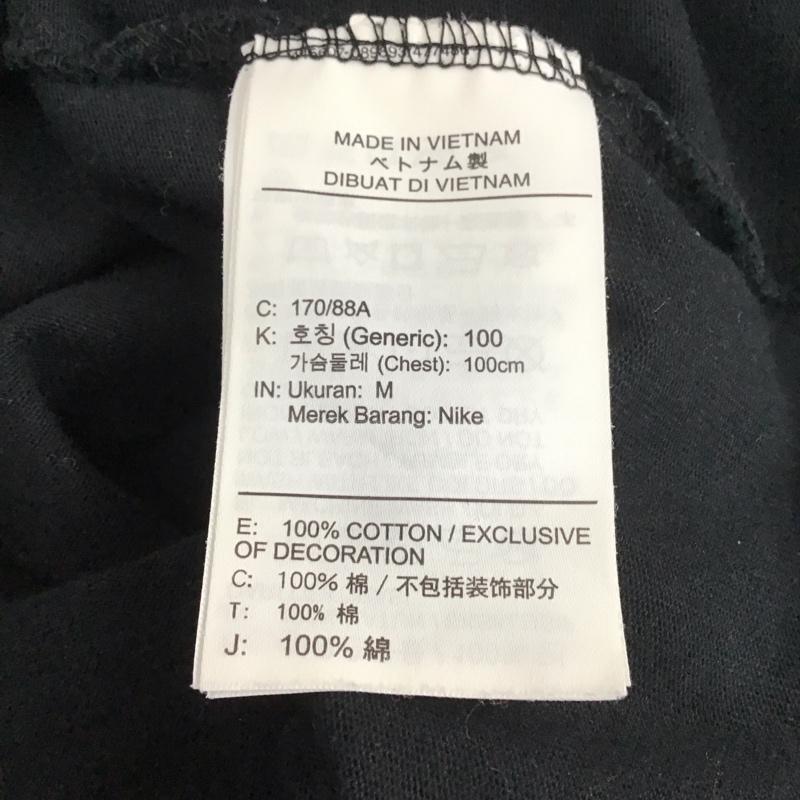 MADE IN VIETNAM
ベトナム製
DIBUAT DI VIETNAM
C: 170/88A
K: 호칭 (Generic): 100
가슴둘레 (Chest): 100cm
IN: Ukuran: M
Merek Barang: Nike
E: 100% COTTON / EXCLUSIVE
OF DECORATION
C: 100% 棉 / 不包括装饰部分
T: 100% 棉
J: 100% 綿